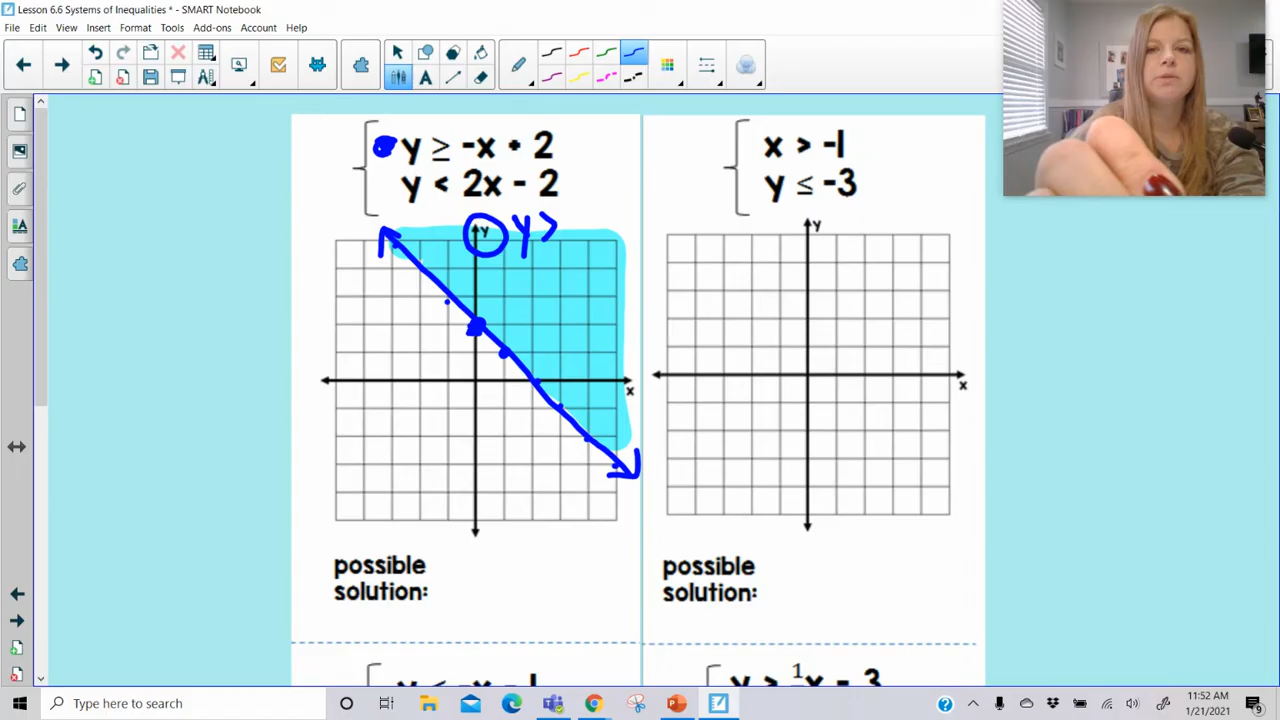 Lesson 6.6 Systems of Inequalities * - SMART Notebook
File Edit View Insert Format Tools Add-ons Account Help
y ≥ -x + 2
y < 2x - 2
y >
y
x
possible
solution:
x > -1
y ≤ -3
y
x
possible
solution:
Type here to search
11:52 AM
1/21/2021
9